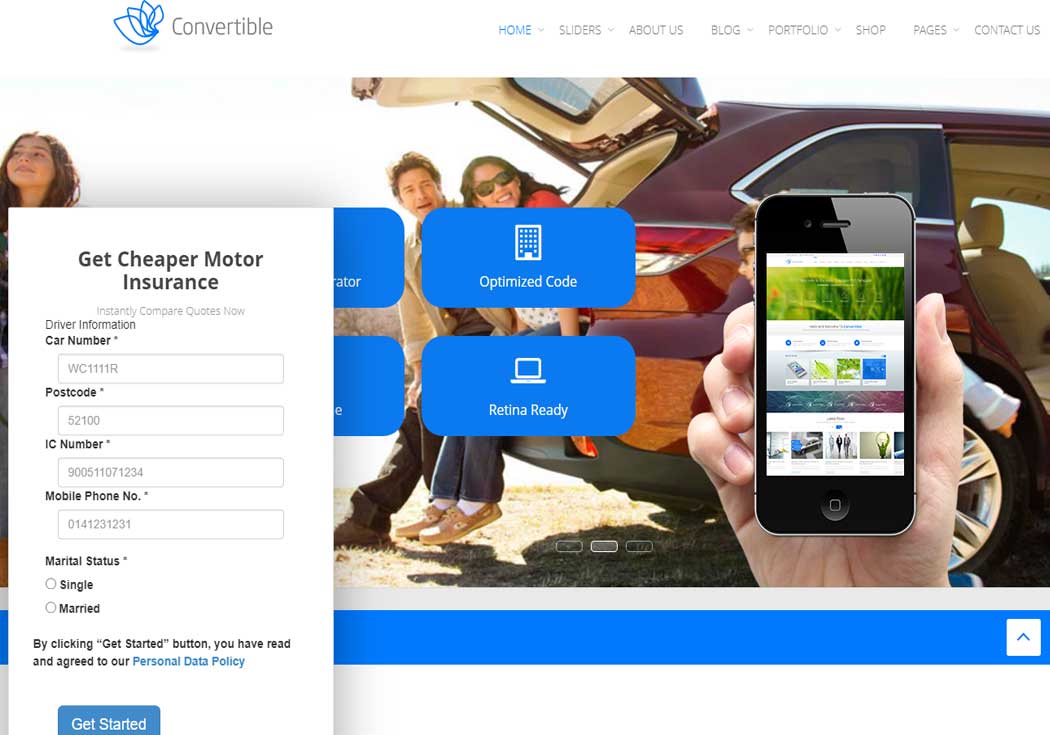 Convertible
HOME
SLIDERS
ABOUT US
BLOG
PORTFOLIO
SHOP
PAGES
CONTACT US
Get Cheaper Motor
Insurance
Instantly Compare Quotes Now
Driver Information
Car Number *
WC1111R
Postcode *
52100
IC Number *
900511071234
Mobile Phone No. *
0141231231
Marital Status *
Single
Married
By clicking “Get Started” button, you have read
and agreed to our Personal Data Policy
Get Started
rator
Optimized Code
e
Retina Ready